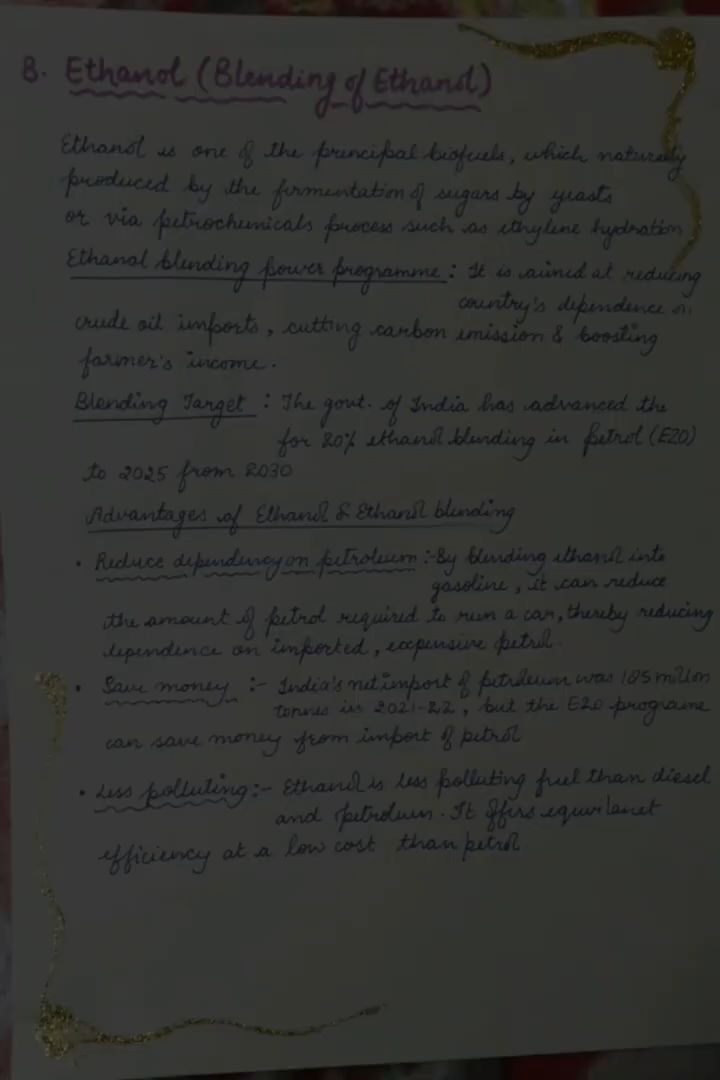 B. Ethanol (Blending of Ethanol)
Ethanol is one of the principal biofuels, which naturally
produced by the fermentation of sugars by yeasts
or via petrochemicals process such as ethylene hydration
Ethanol blending power programme : It is aimed at reducing
country's dependence on
crude oil imports, cutting carbon emission & boosting
farmer's income.
Blending Target : The govt. of India has advanced the
for 20% ethanol blending in petrol (E20)
to 2025 from 2030
Advantages of Ethanol & Ethanol blending
• Reduce dependency on petroleum :- By blending ethanol into
gasoline, it can reduce
the amount of petrol required to run a car, thereby reducing
dependence on imported, expensive petrol.
• Save money :- India's net import of petroleum was 185 million
tonnes in 2021-22, but the E20 programe
can save money from import of petrol
• Less polluting :- Ethanol is less polluting fuel than diesel
and petroluim. It offers equivlanet
efficiency at a low cost than petrol